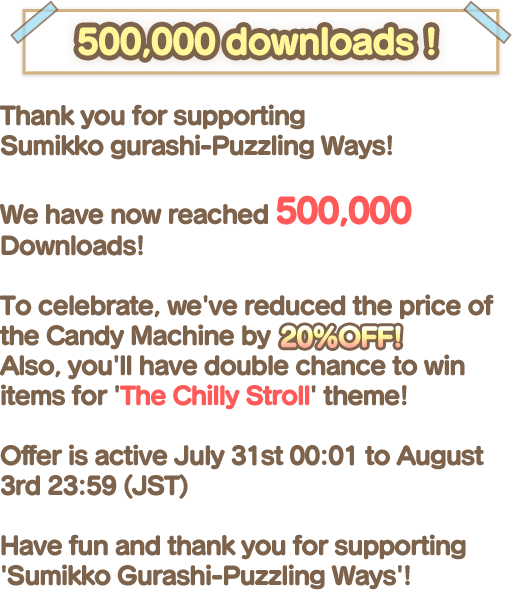 500,000 downloads !
Thank you for supporting
Sumikko gurashi-Puzzling Ways!
We have now reached 500,000
Downloads!
To celebrate, we've reduced the price of
the Candy Machine by 20%OFF!
Also, you'll have double chance to win
items for 'The Chilly Stroll' theme!
Offer is active July 31st 00:01 to August
3rd 23:59 (JST)
Have fun and thank you for supporting
'Sumikko Gurashi-Puzzling Ways'!